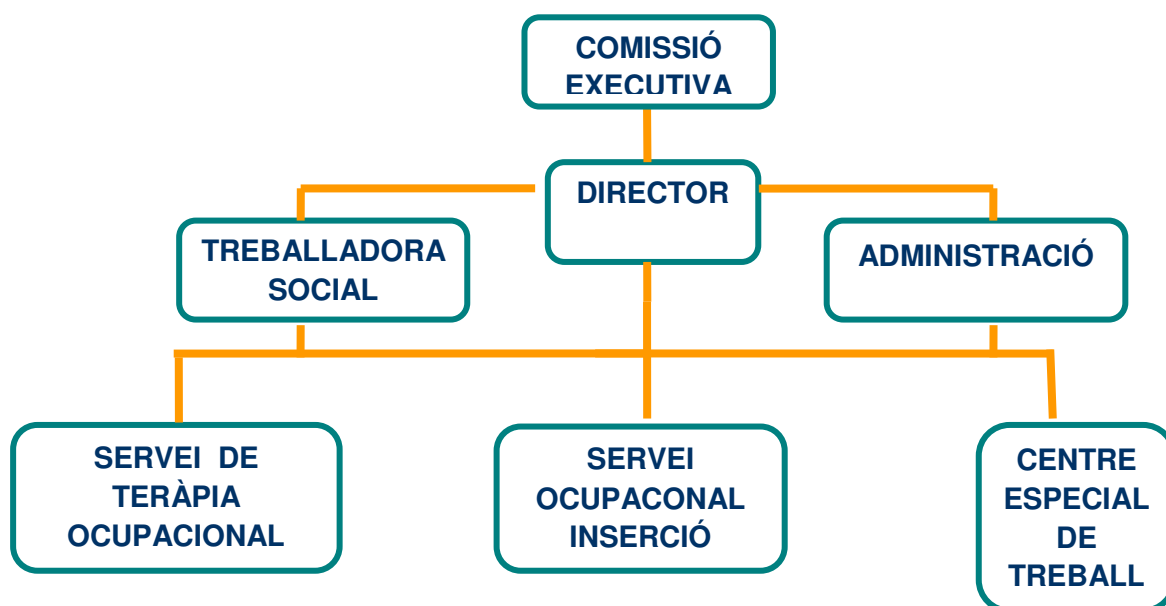 COMISSIÓ
EXECUTIVA
DIRECTOR
TREBALLADORA
SOCIAL
ADMINISTRACIÓ
SERVEI DE
TERÀPIA
OCUPACIONAL
SERVEI
OCUPACONAL
INSERCIÓ
CENTRE
ESPECIAL
DE
TREBALL